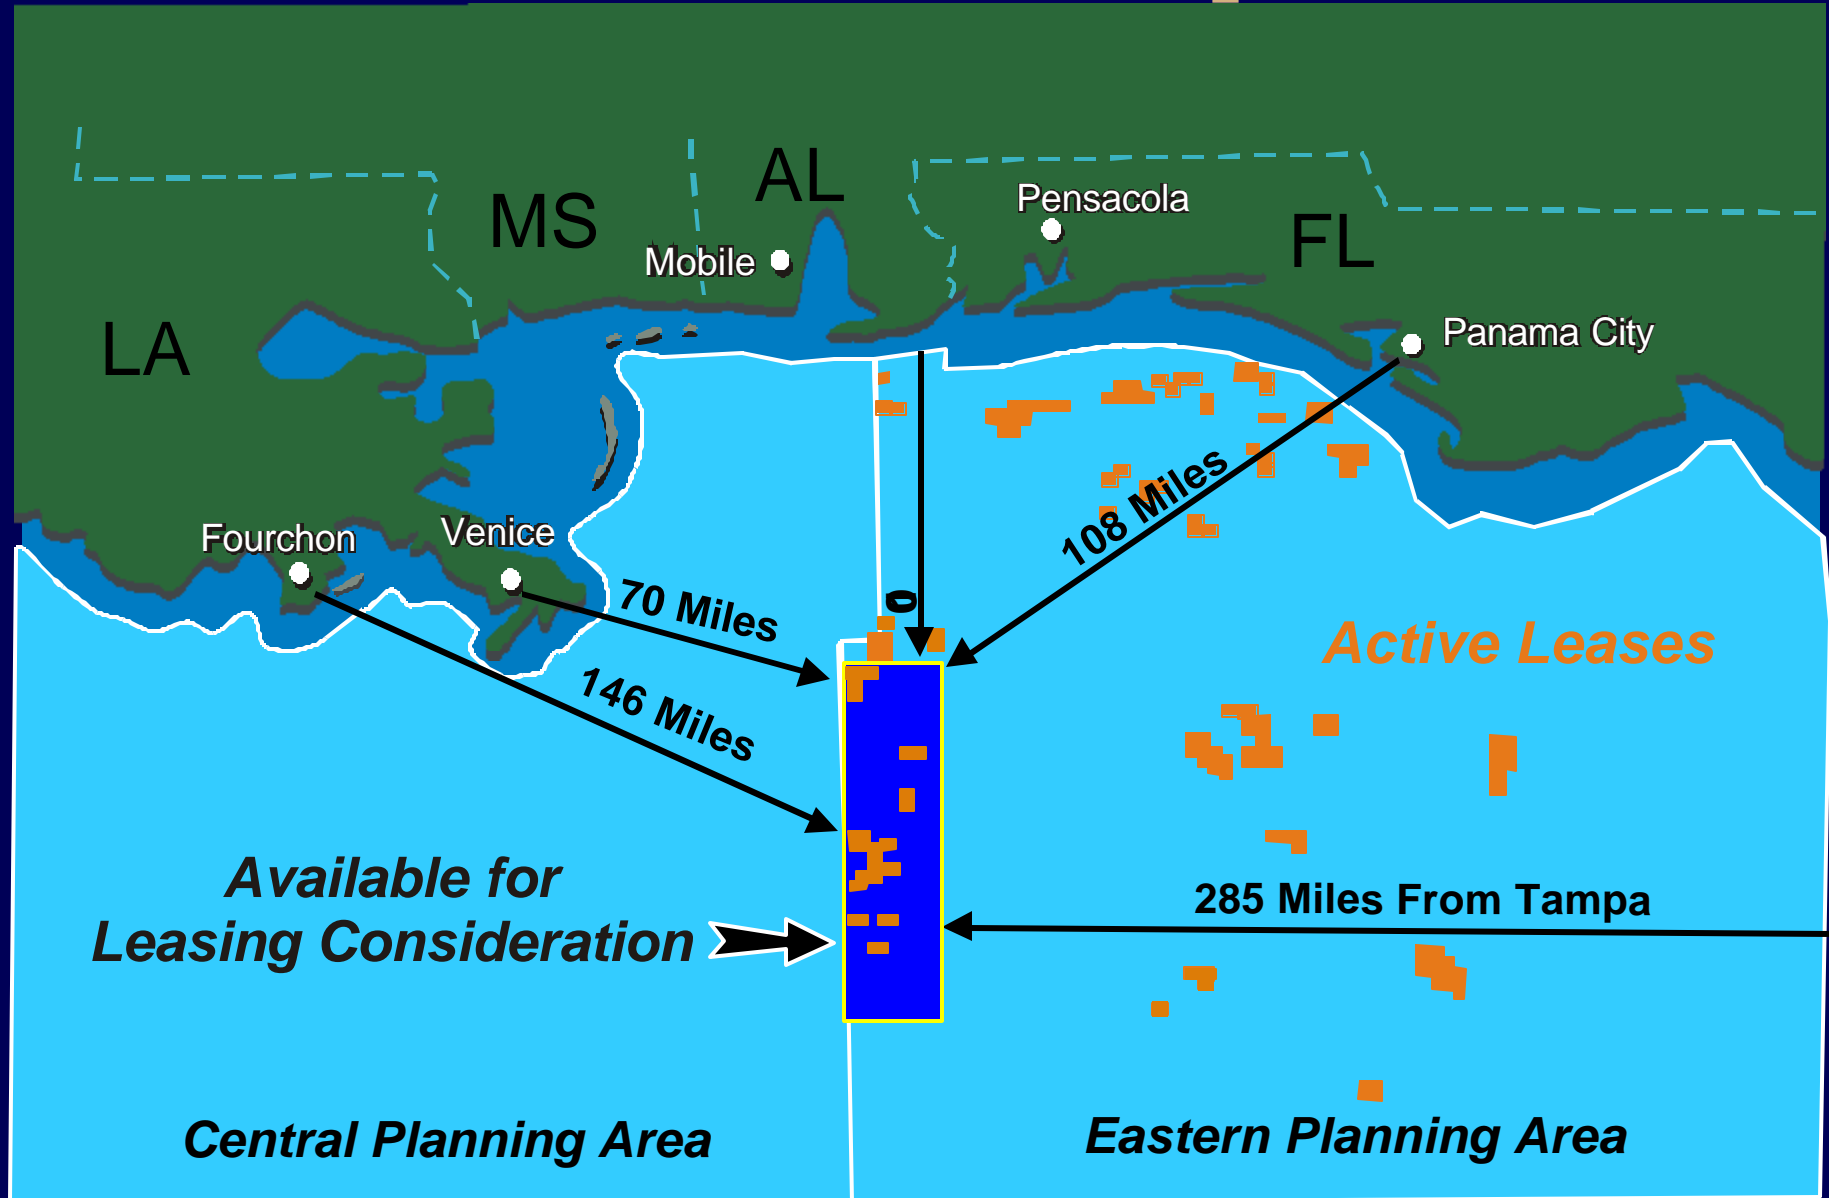 AL
Pensacola
MS
FL
Mobile
LA
Panama City
Fourchon
Venice
70 Miles
108 Miles
146 Miles
Active Leases
Available for
Leasing Consideration
285 Miles From Tampa
Central Planning Area
Eastern Planning Area